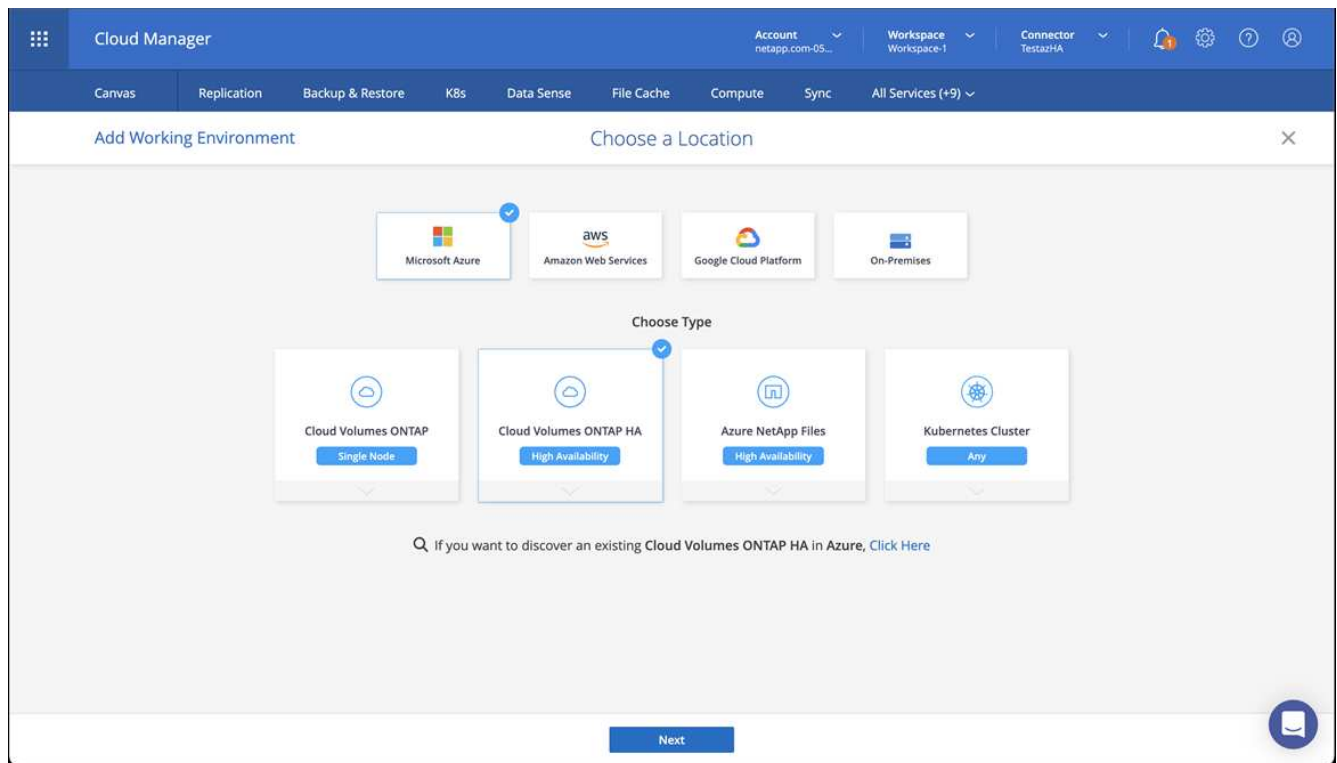 Cloud Manager
Account
netapp.com-05...
Workspace
Workspace-1
Connector
TestazHA
1
Canvas Replication Backup & Restore K8s Data Sense File Cache Compute Sync All Services (+9)
Add Working Environment
Choose a Location
Microsoft Azure
aws
Amazon Web Services
Google Cloud Platform
On-Premises
Choose Type
Cloud Volumes ONTAP
Single Node
Cloud Volumes ONTAP HA
High Availability
Azure NetApp Files
High Availability
Kubernetes Cluster
Any
If you want to discover an existing Cloud Volumes ONTAP HA in Azure, Click Here
Next